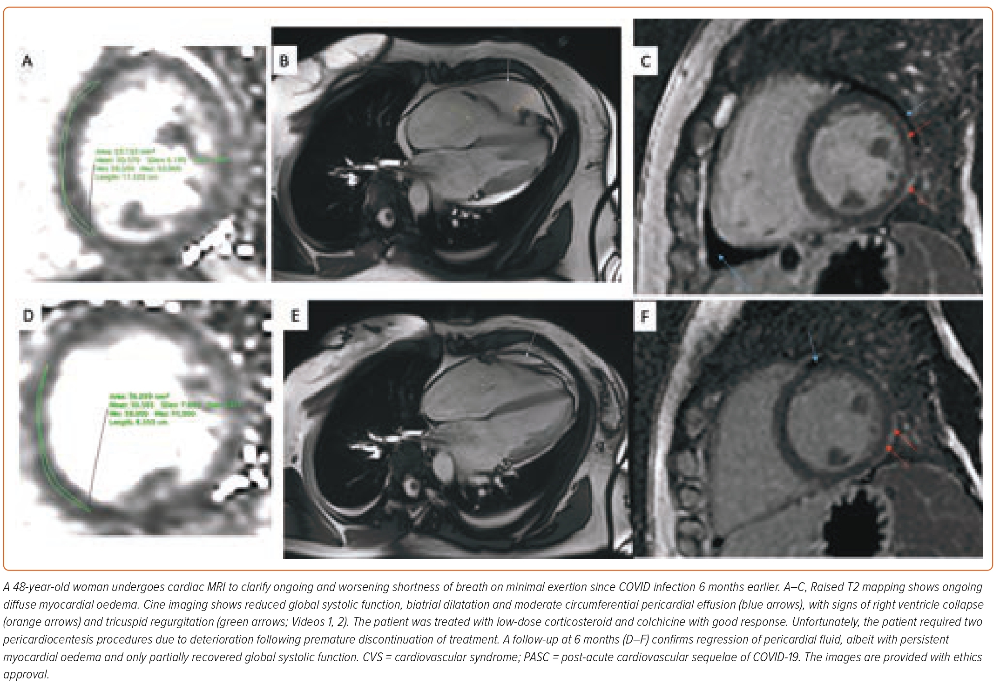 A
B
C
D
E
F
A 48-year-old woman undergoes cardiac MRI to clarify ongoing and worsening shortness of breath on minimal exertion since COVID infection 6 months earlier. A–C, Raised T2 mapping shows ongoing
diffuse myocardial oedema. Cine imaging shows reduced global systolic function, biatrial dilatation and moderate circumferential pericardial effusion (blue arrows), with signs of right ventricle collapse
(orange arrows) and tricuspid regurgitation (green arrows; Videos 1, 2). The patient was treated with low-dose corticosteroid and colchicine with good response. Unfortunately, the patient required two
pericardiocentesis procedures due to deterioration following premature discontinuation of treatment. A follow-up at 6 months (D–F) confirms regression of pericardial fluid, albeit with persistent
myocardial oedema and only partially recovered global systolic function. CVS = cardiovascular syndrome; PASC = post-acute cardiovascular sequelae of COVID-19. The images are provided with ethics
approval.